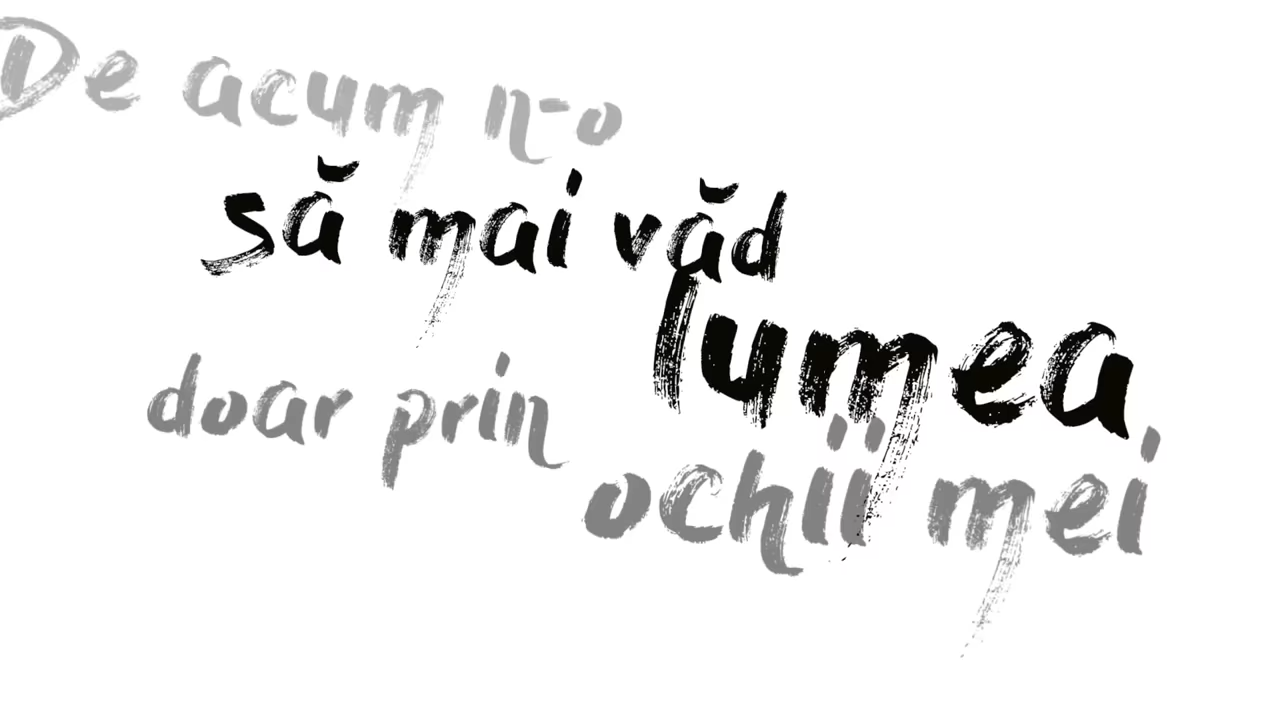 De acum n-o
să mai văd
lumea
doar prin
ochii mei